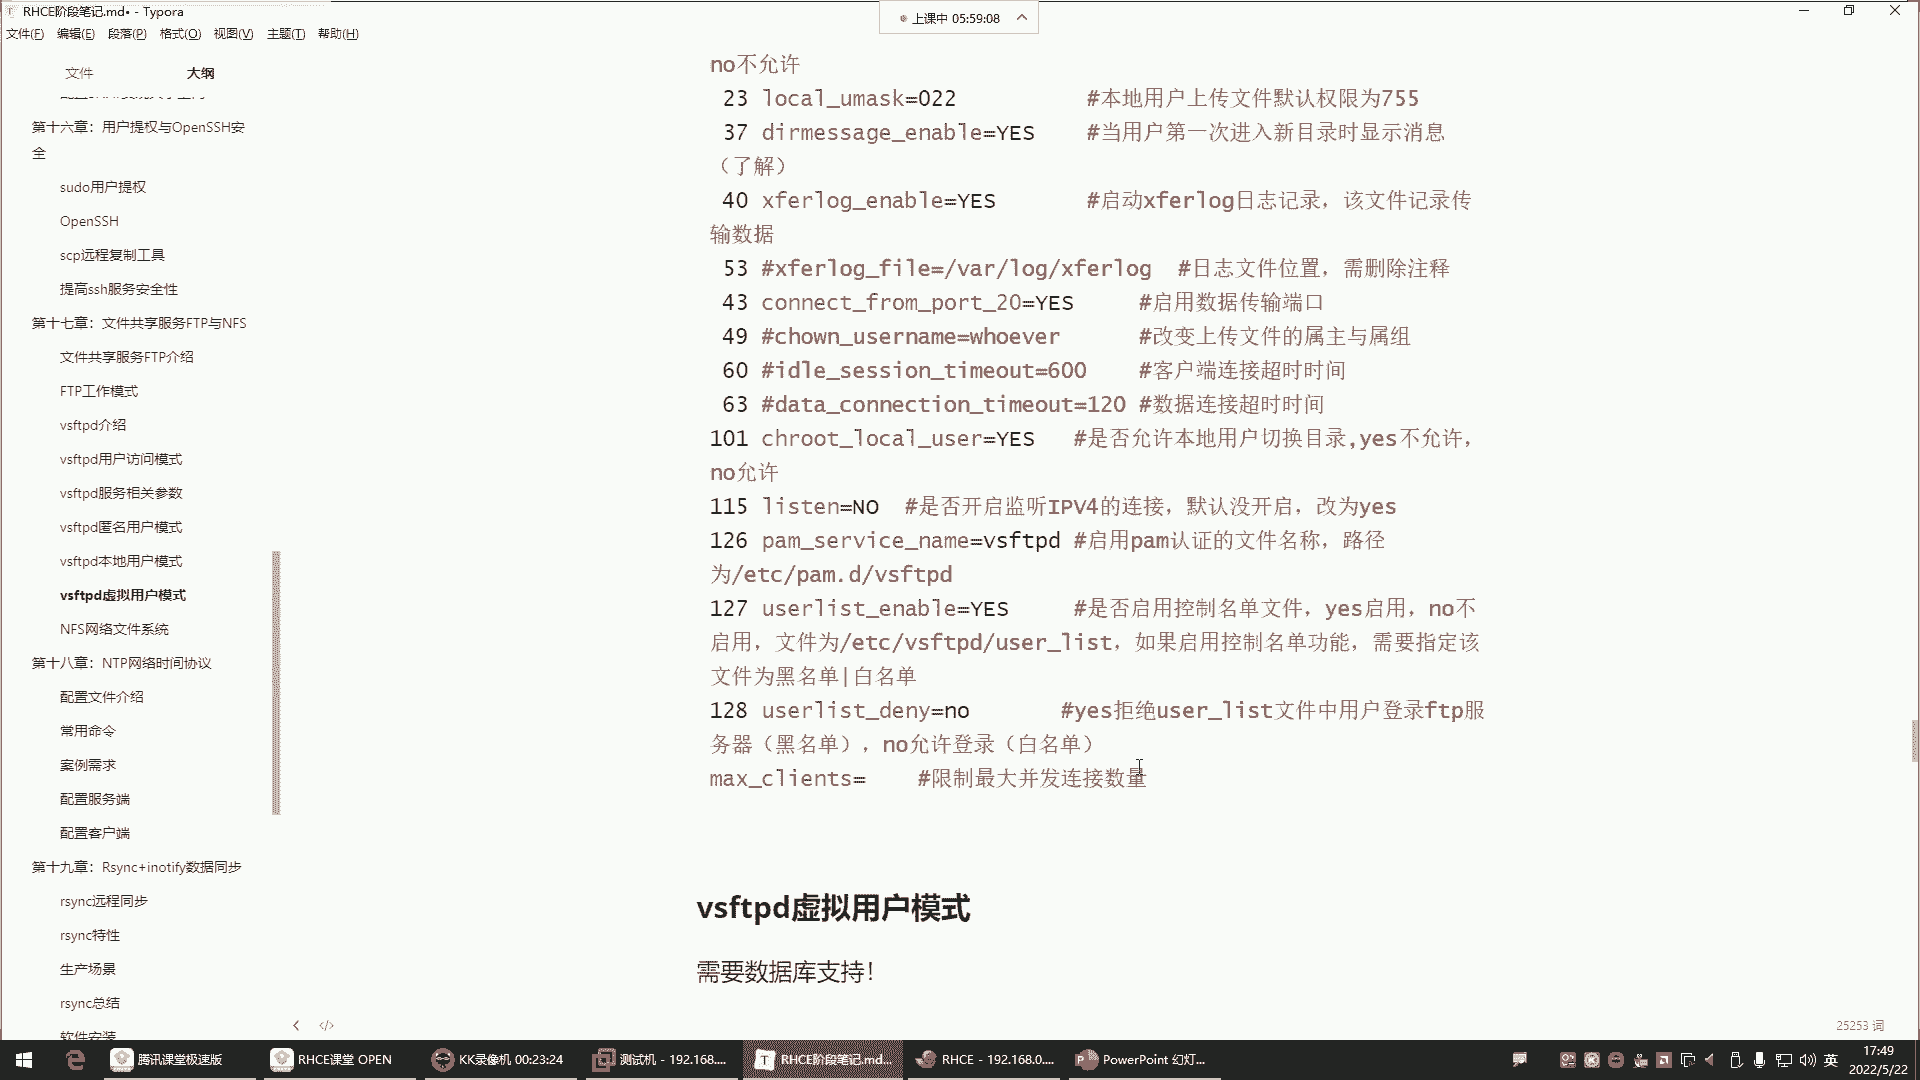 RHCE阶段笔记.md• - Typora
上课中 05:59:08
文件(F) 编辑(E) 段落(P) 格式(O) 视图(V) 主题(T) 帮助(H)
文件 大纲
第十六章：用户提权与OpenSSH安
全
sudo用户提权
OpenSSH
scp远程复制工具
提高ssh服务安全性
第十七章：文件共享服务FTP与NFS
文件共享服务FTP介绍
FTP工作模式
vsftpd介绍
vsftpd用户访问模式
vsftpd服务相关参数
vsftpd匿名用户模式
vsftpd本地用户模式
vsftpd虚拟用户模式
NFS网络文件系统
第十八章：NTP网络时间协议
配置文件介绍
常用命令
案例需求
配置服务端
配置客户端
第十九章：Rsync+inotify数据同步
rsync远程同步
rsync特性
生产场景
rsync总结
软件安装
no不允许
23 local_umask=022 #本地用户上传文件默认权限为755
37 dirmessage_enable=YES #当用户第一次进入新目录时显示消息
（了解）
40 xferlog_enable=YES #启动xferlog日志记录，该文件记录传
输数据
53 #xferlog_file=/var/log/xferlog #日志文件位置，需删除注释
43 connect_from_port_20=YES #启用数据传输端口
49 #chown_username=whoever #改变上传文件的属主与属组
60 #idle_session_timeout=600 #客户端连接超时时间
63 #data_connection_timeout=120 #数据连接超时时间
101 chroot_local_user=YES #是否允许本地用户切换目录,yes不允许，
no允许
115 listen=NO #是否开启监听IPV4的连接，默认没开启，改为yes
126 pam_service_name=vsftpd #启用pam认证的文件名称，路径
为/etc/pam.d/vsftpd
127 userlist_enable=YES #是否启用控制名单文件，yes启用，no不
启用，文件为/etc/vsftpd/user_list，如果启用控制名单功能，需要指定该
文件为黑名单|白名单
128 userlist_deny=no #yes拒绝user_list文件中用户登录ftp服
务器（黑名单），no允许登录（白名单）
max_clients= #限制最大并发连接数量
vsftpd虚拟用户模式
需要数据库支持！
25253 词
腾讯课堂极速版 RHCE课堂 OPEN KK录像机 00:23:24 测试机 - 192.168.... RHCE阶段笔记.md... RHCE - 192.168.0.... PowerPoint 幻灯... 英 17:49
2022/5/22